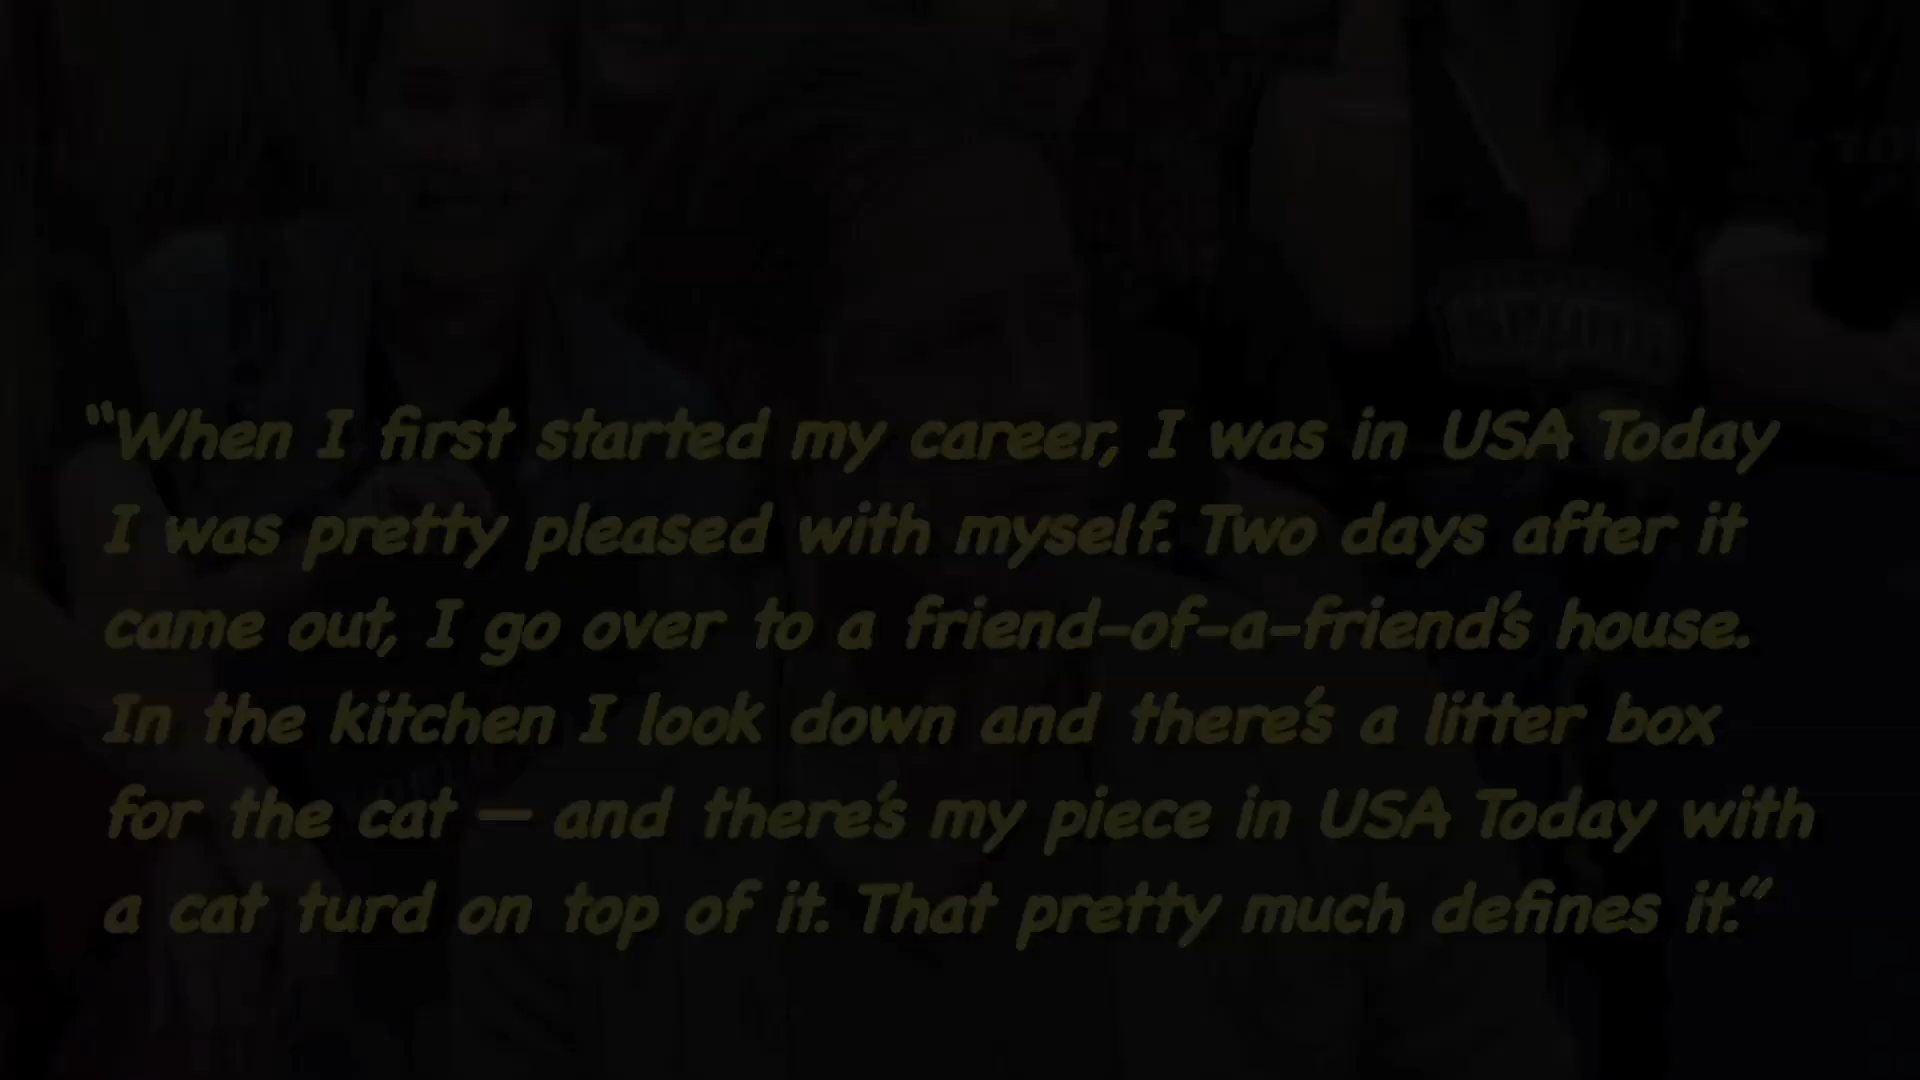 “When I first started my career, I was in USA Today
I was pretty pleased with myself. Two days after it
came out, I go over to a friend-of-a-friend’s house.
In the kitchen I look down and there’s a litter box
for the cat — and there’s my piece in USA Today with
a cat turd on top of it. That pretty much defines it.”